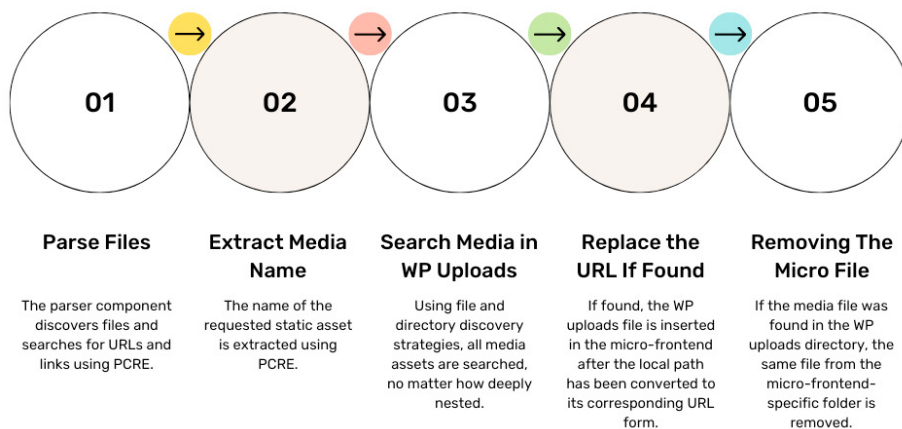 01
02
03
04
05
Parse Files
The parser component
discovers files and
searches for URLs and
links using PCRE.
Extract Media
Name
The name of the
requested static asset
is extracted using
PCRE.
Search Media in
WP Uploads
Using file and
directory discovery
strategies, all media
assets are searched,
no matter how deeply
nested.
Replace the
URL If Found
If found, the WP
uploads file is inserted
in the micro-frontend
after the local path
has been converted to
its corresponding URL
form.
Removing The
Micro File
If the media file was
found in the WP
uploads directory, the
same file from the
micro-frontend-
specific folder is
removed.